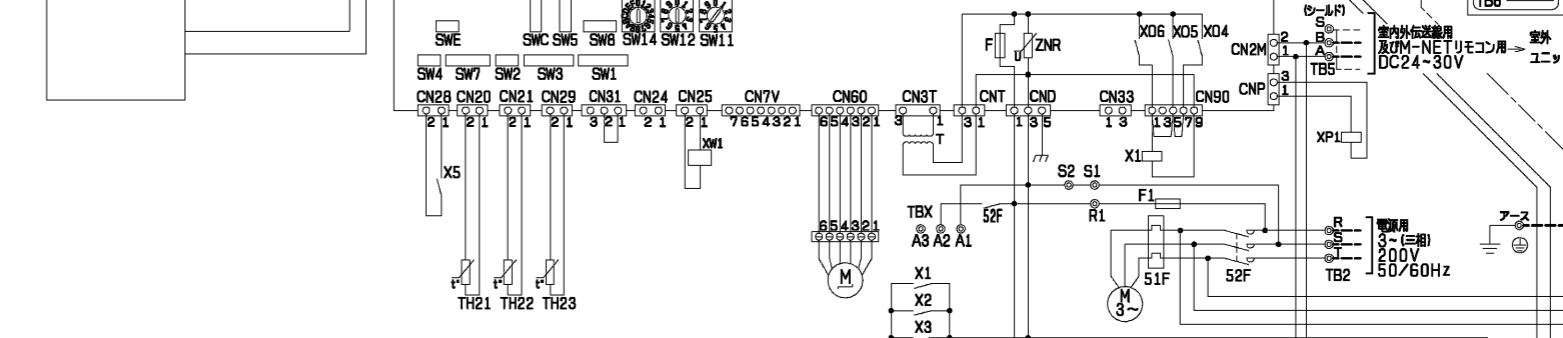 TB6
SWE SWC SW5 SW8 SW14 SW12 SW11
F ZNR
U
X06 X05 X04
(シールド)
S
B
A
TB5
室内外伝送線用
及びM-NETリモコン用
DC24~30V
室外
ユニッ
CN2M 2
1
SW4 SW7 SW2 SW3 SW1
CNP 3
1
CN28 CN20 CN21 CN29 CN31 CN24 CN25 CN7V CN60 CN3T CNT CND CN33 CN90
2 1 2 1 2 1 2 1 3 2 1 2 1 2 1 7 6 5 4 3 2 1 6 5 4 3 2 1 3 1 3 1 1 3 5 1 3 1 3 5 7 9
XW1
T
XP1
X1
X5
S2 S1
F1
TBX
52F
R1
A3 A2 A1
6 5 4 3 2 1
R
S
T
TB2
電源用
3~(三相)
200V
50/60Hz
アース
M
t° t° t°
TH21 TH22 TH23
X1
X2
X3
51F
52F
M
3~